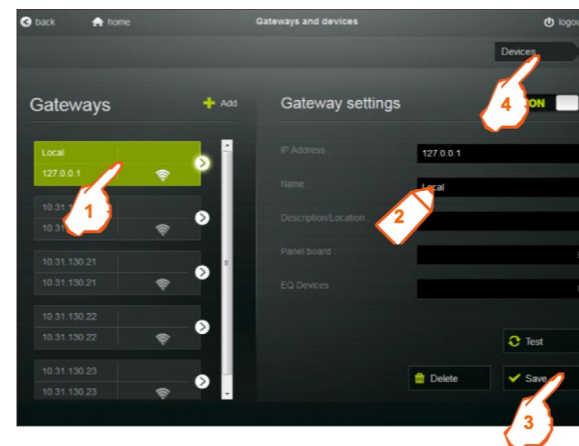 back home Gateways and devices
Devices
Gateways Add Gateway settings 4 ON
Local IP Address : 127.0.0.1
127.0.0.1 Name : Local
1 2
Description/Location :
10.31.130.21 Panel board :
10.31.130.21 EQ Devices :
10.31.130.22
10.31.130.22 Test
10.31.130.23 Delete Save
10.31.130.23
3